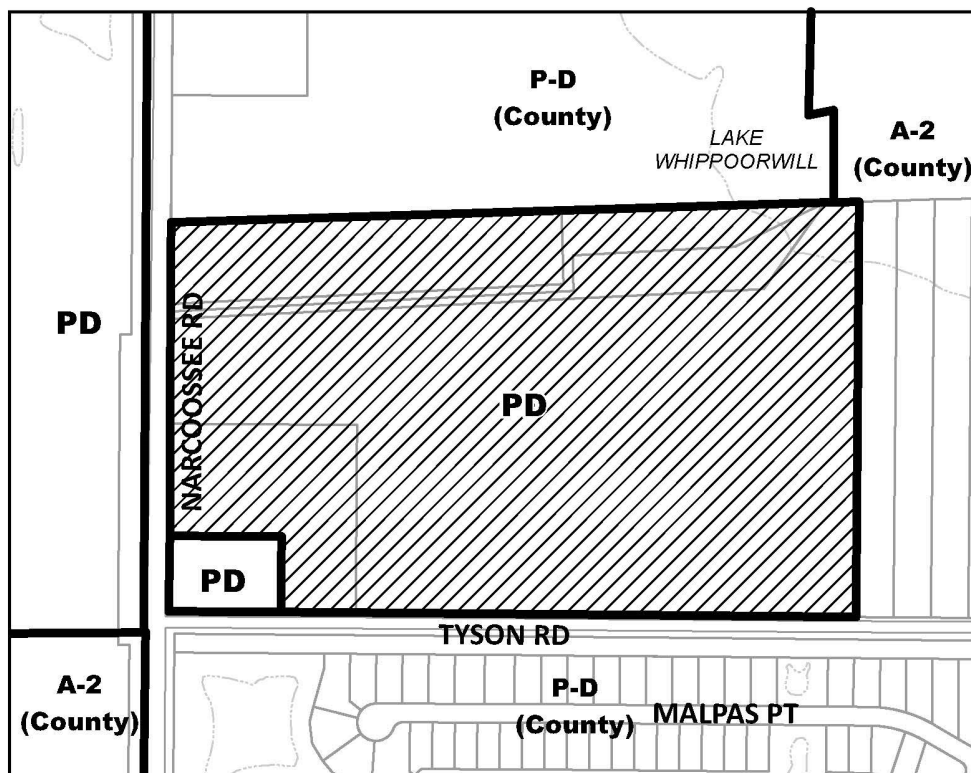 P-D
(County)
A-2
(County)
LAKE
WHIPPOORWILL
PD
NARCOOSSEE RD
PD
PD
TYSON RD
A-2
(County)
P-D
(County)
MALPAS PT